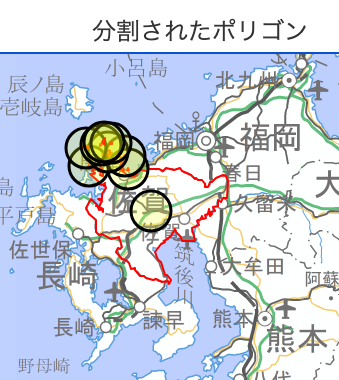 分割されたポリゴン
小呂島
辰ノ島
壱岐島
北九州
福岡
福岡
春日
大
島
平戸島
佐賀
久留米
佐世保
筑後川
長崎
大牟田
阿蘇
長崎
諫早
熊本
熊本
野母崎
八代